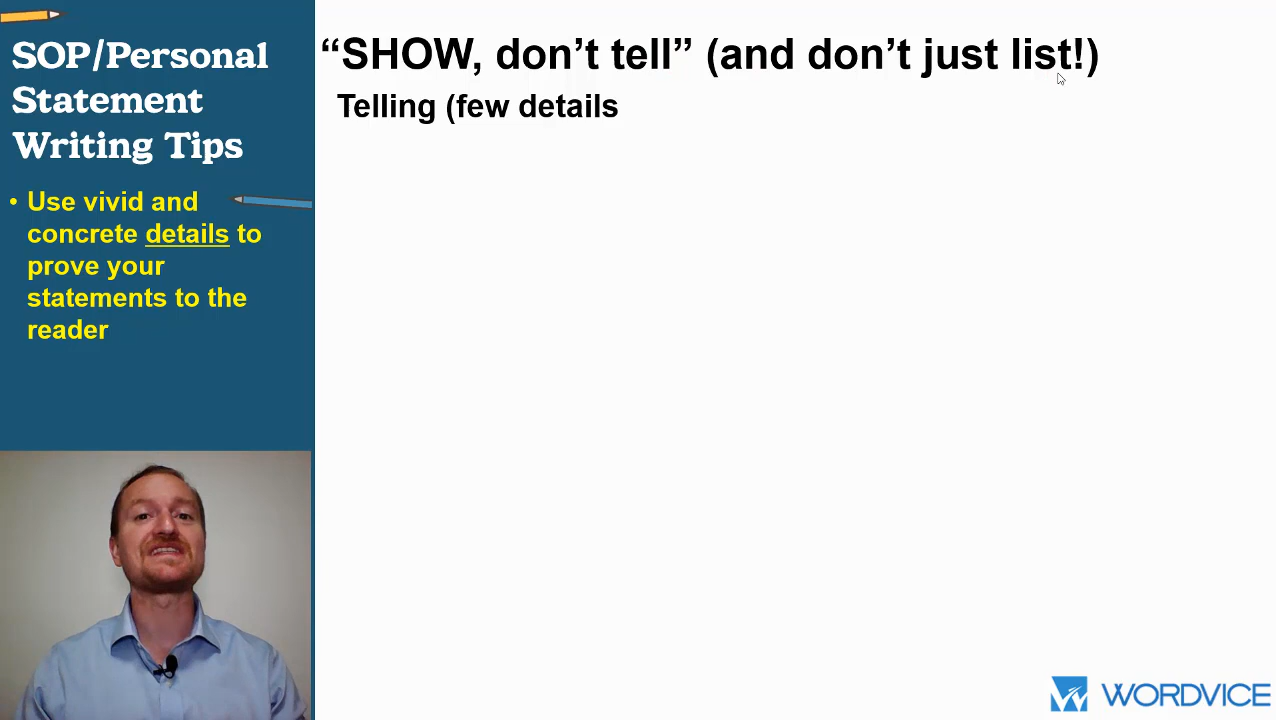 SOP/Personal
Statement
Writing Tips
• Use vivid and
concrete details to
prove your
statements to the
reader
“SHOW, don’t tell” (and don’t just list!)
Telling (few details
WORDVICE